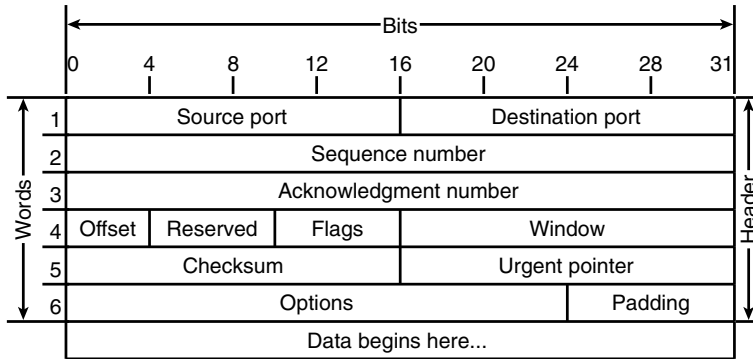 Bits
0 4 8 12 16 20 24 28 31
Words
Header
1 Source port Destination port
2 Sequence number
3 Acknowledgment number
4 Offset Reserved Flags Window
5 Checksum Urgent pointer
6 Options Padding
Data begins here...